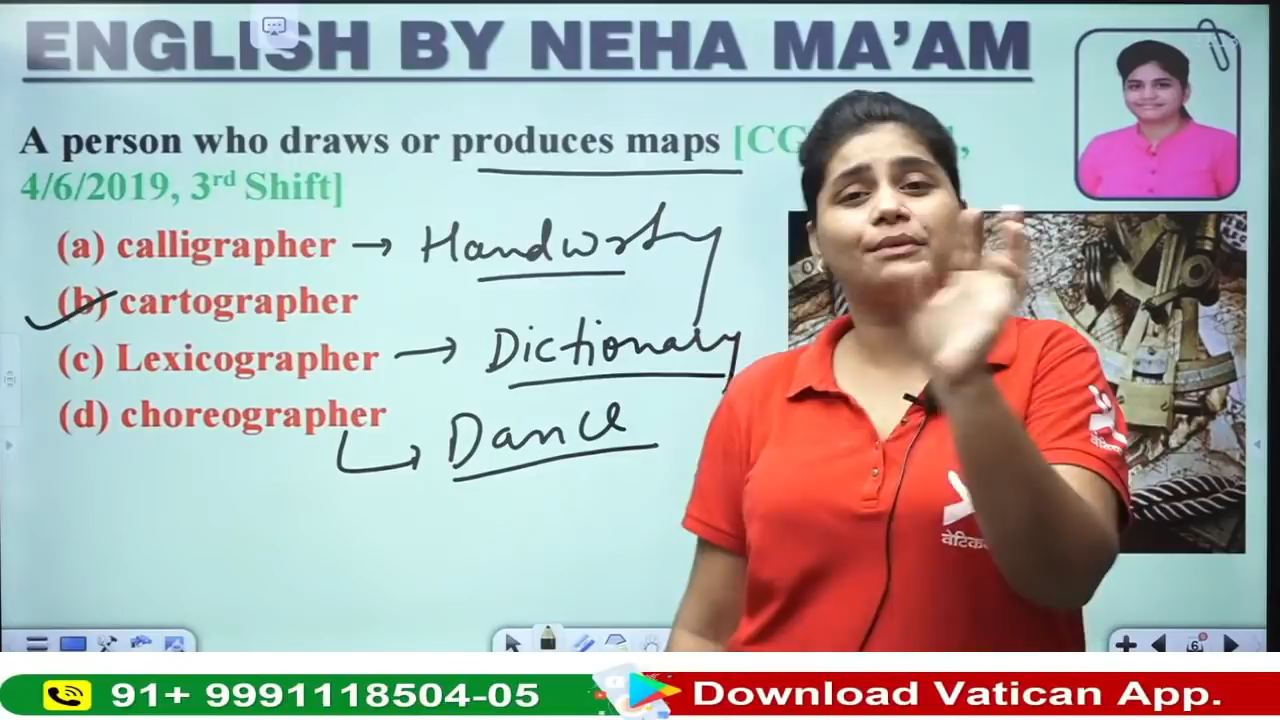 ENGLISH BY NEHA MA'AM
A person who draws or produces maps [CG
4/6/2019, 3rd Shift]
(a) calligrapher → 
(b) cartographer
(c) Lexicographer → Dictionary
(d) choreographer
Dance
91+ 9991118504-05
Download Vatican App.